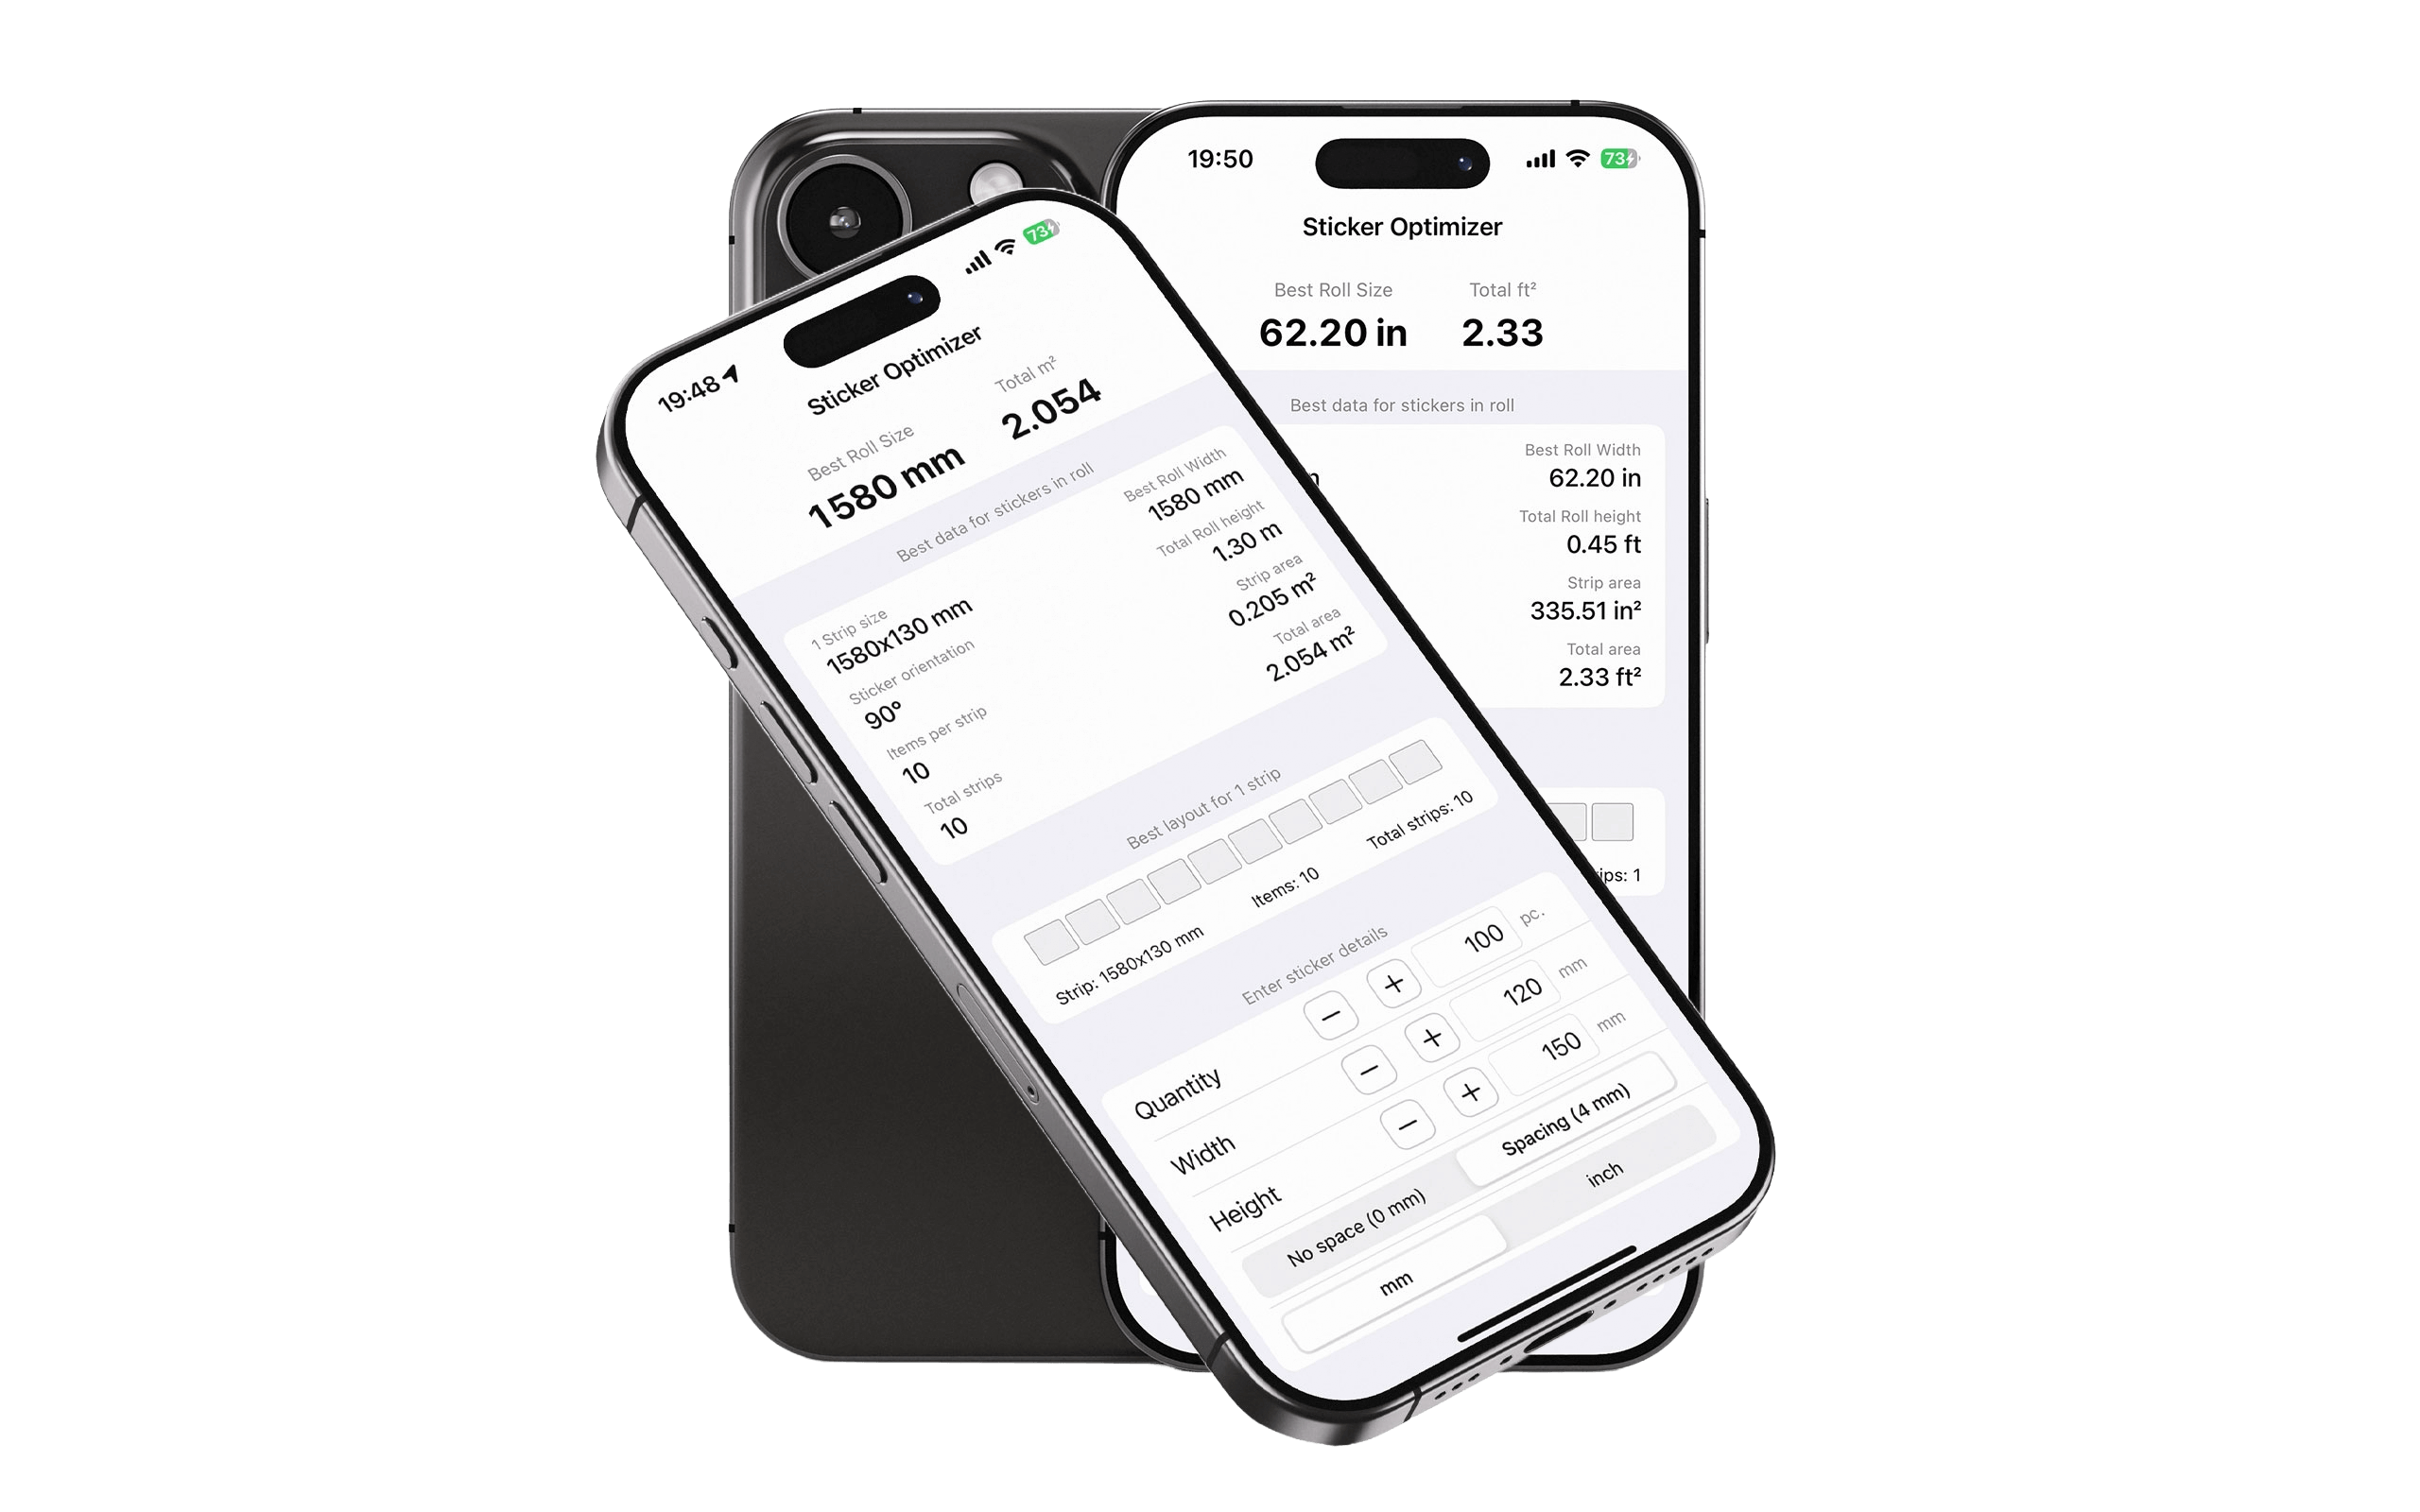 19:48
73
Sticker Optimizer
Best Roll Size
Total m²
1580 mm
2.054
Best data for stickers in roll
1 Strip size
1580x130 mm
Best Roll Width
1580 mm
Sticker orientation
90°
Total Roll height
1.30 m
Items per strip
10
Strip area
0.205 m²
Total strips
10
Total area
2.054 m²
Best layout for 1 strip
Strip: 1580x130 mm
Items: 10
Total strips: 10
Enter sticker details
Quantity
100
pc.
Width
120
mm
Height
150
mm
No space (0 mm)
Spacing (4 mm)
mm
inch
19:50
73
Sticker Optimizer
Best Roll Size
Total ft²
62.20 in
2.33
Best data for stickers in roll
Best Roll Width
62.20 in
Total Roll height
0.45 ft
Strip area
335.51 in²
Total area
2.33 ft²
ips: 1